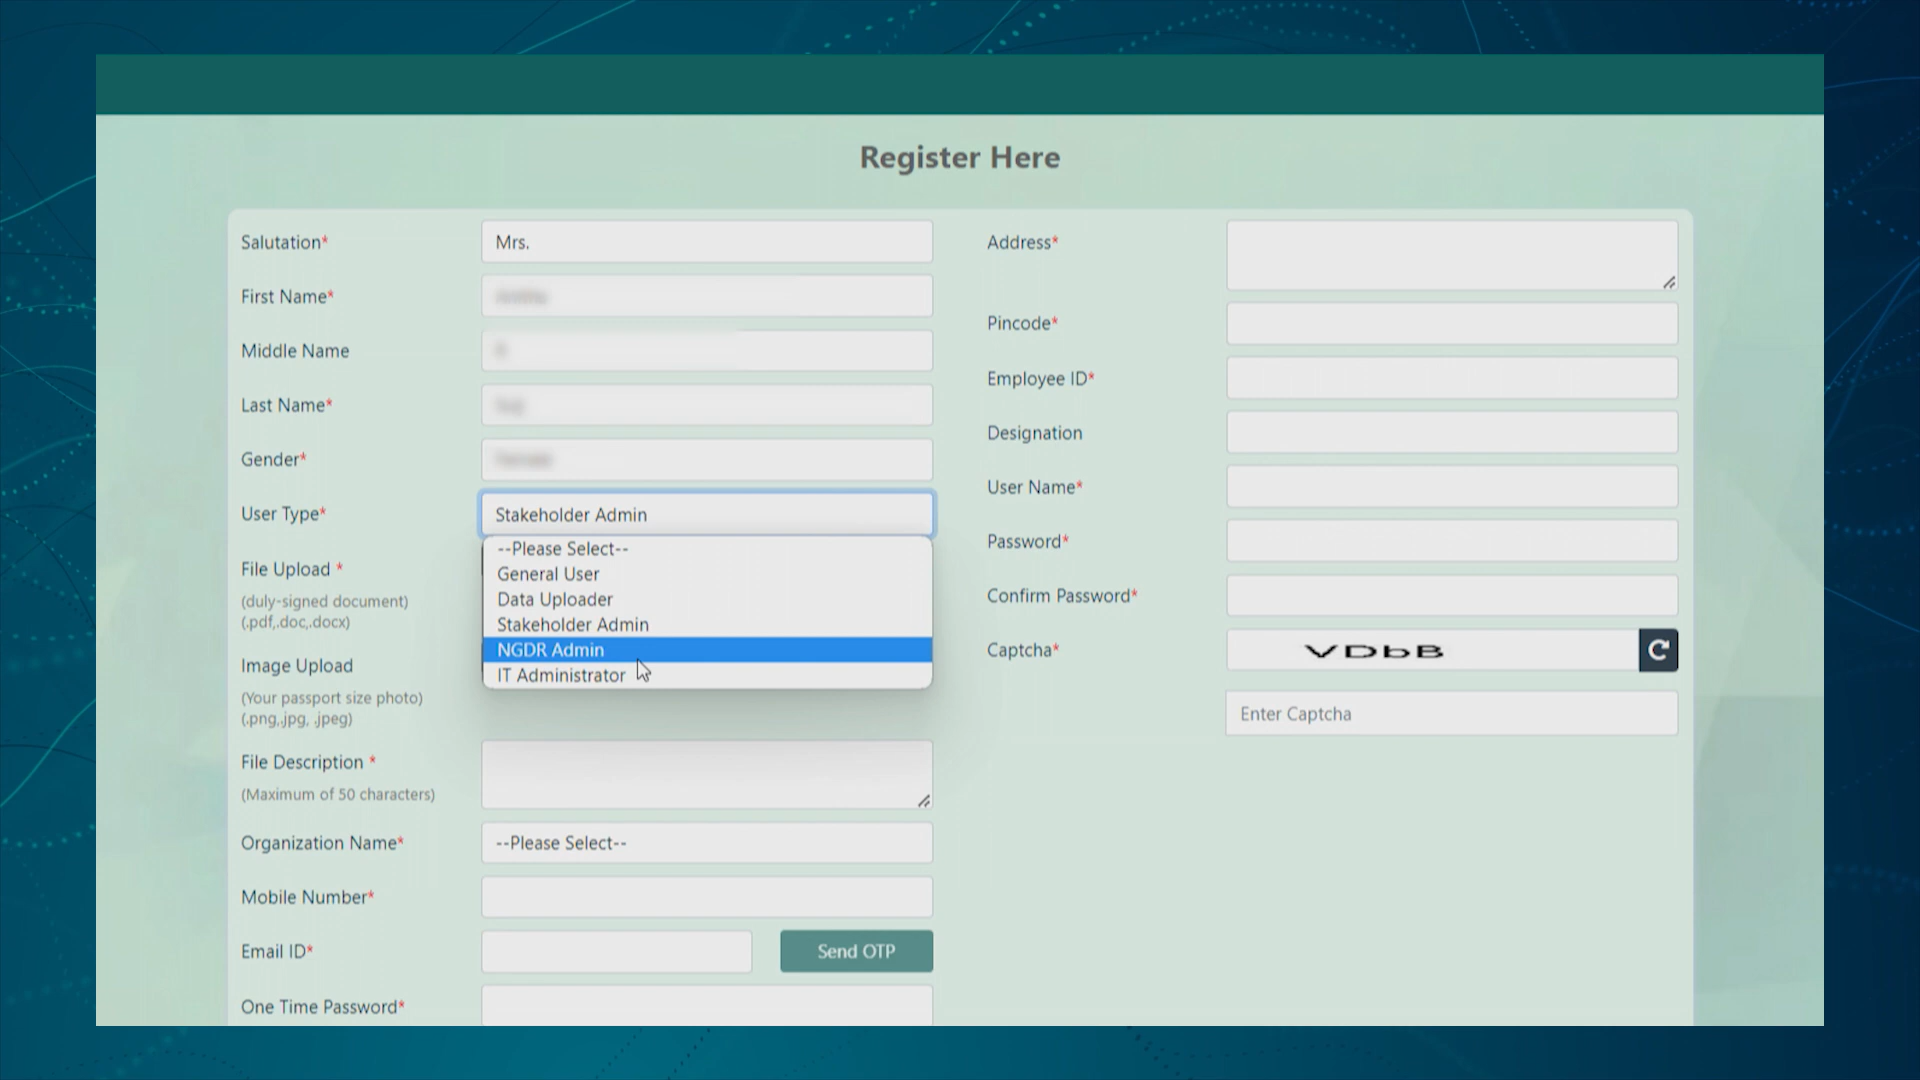 Register Here
Salutation*
Mrs.
First Name*
Middle Name
Last Name*
Gender*
User Type*
Stakeholder Admin
--Please Select--
General User
Data Uploader
Stakeholder Admin
NGDR Admin
IT Administrator
File Upload *
(duly-signed document)
(.pdf,.doc,.docx)
Image Upload
(Your passport size photo)
(.png,.jpg, .jpeg)
File Description *
(Maximum of 50 characters)
Organization Name*
--Please Select--
Mobile Number*
Email ID*
Send OTP
One Time Password*
Address*
Pincode*
Employee ID*
Designation
User Name*
Password*
Confirm Password*
Captcha*
VDbB
Enter Captcha